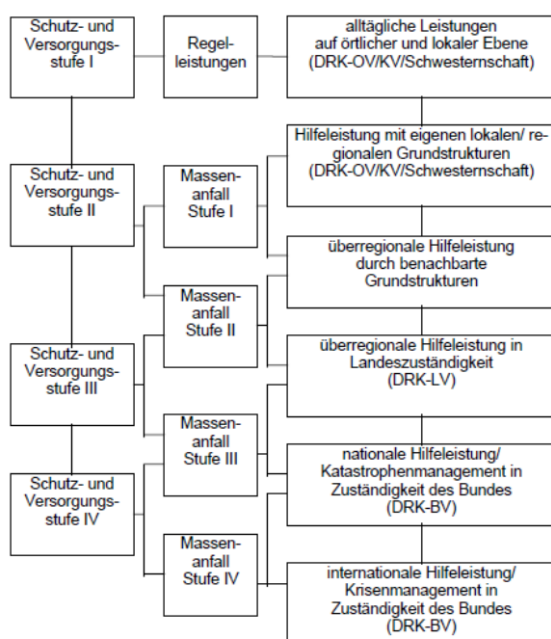 Schutz- und
Versorgungs-
stufe I
Regel-
leistungen
alltägliche Leistungen
auf örtlicher und lokaler Ebene
(DRK-OV/KV/Schwesternschaft)
Hilfeleistung mit eigenen lokalen/ re-
gionalen Grundstrukturen
(DRK-OV/KV/Schwesternschaft)
Schutz- und
Versorgungs-
stufe II
Massen-
anfall
Stufe I
überregionale Hilfeleistung
durch benachbarte
Grundstrukturen
Massen-
anfall
Stufe II
überregionale Hilfeleistung in
Landeszuständigkeit
(DRK-LV)
Schutz- und
Versorgungs-
stufe III
Massen-
anfall
Stufe III
nationale Hilfeleistung/
Katastrophenmanagement in
Zuständigkeit des Bundes
(DRK-BV)
Schutz- und
Versorgungs-
stufe IV
Massen-
anfall
Stufe IV
internationale Hilfeleistung/
Krisenmanagement in
Zuständigkeit des Bundes
(DRK-BV)